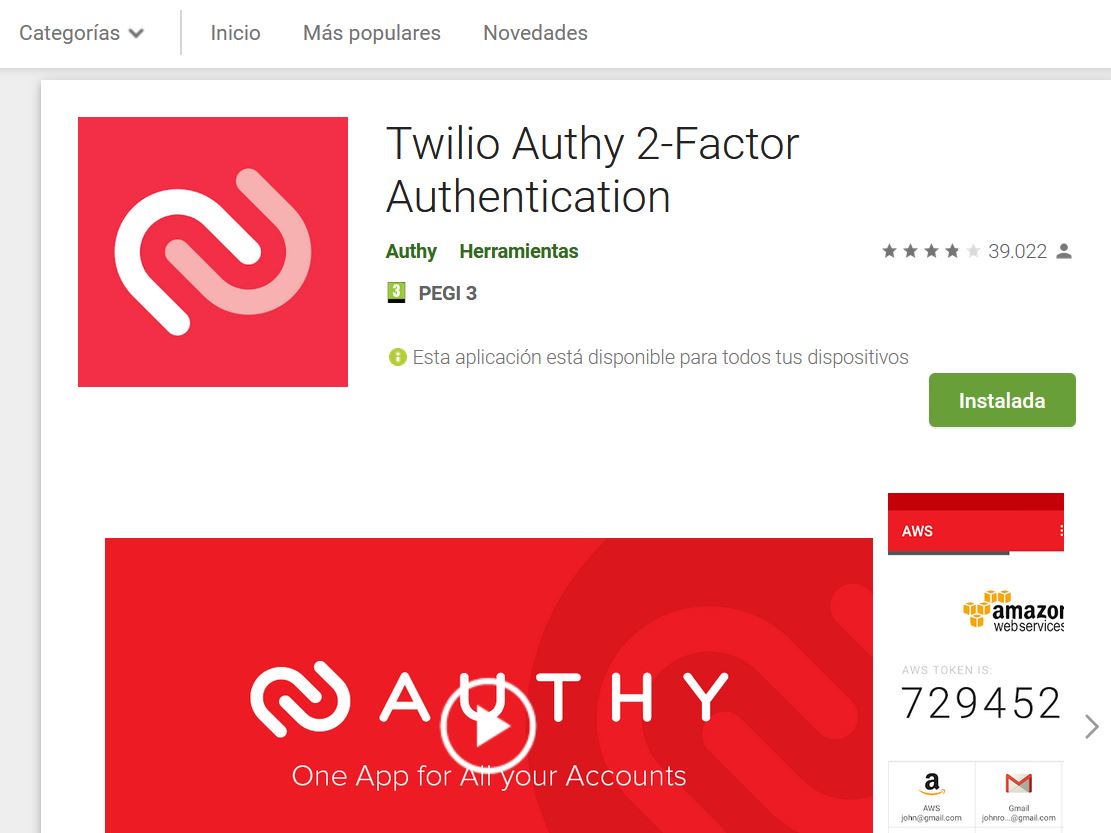 Categorías Inicio Más populares Novedades
Twilio Authy 2-Factor
Authentication
Authy Herramientas
39.022
3 PEGI 3
Esta aplicación está disponible para todos tus dispositivos
Instalada
AWS
amazon
webservices
AWS TOKEN IS:
729452
AUTHY
One App for All your Accounts
a
AWS
john@gmail.com
Gmail
johnro...@gmail.com